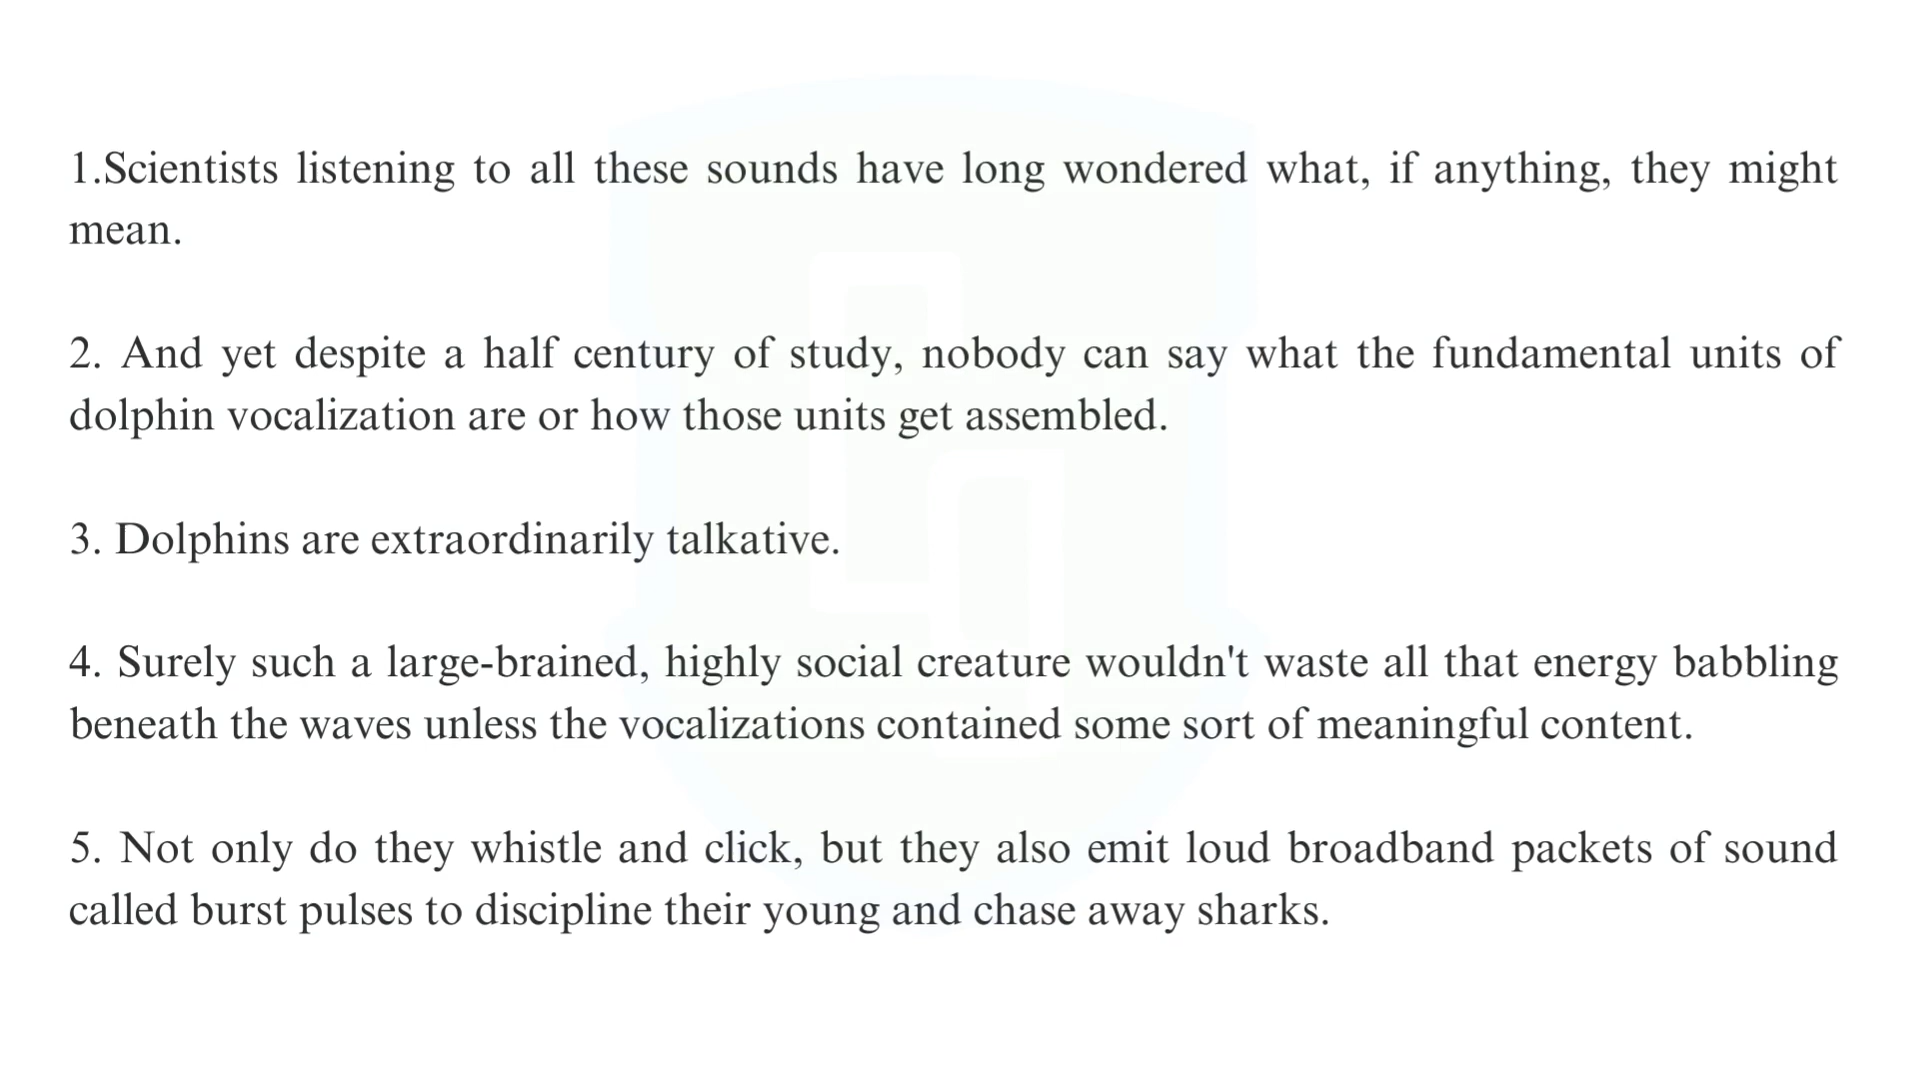 1.Scientists listening to all these sounds have long wondered what, if anything, they might
mean.
2. And yet despite a half century of study, nobody can say what the fundamental units of
dolphin vocalization are or how those units get assembled.
3. Dolphins are extraordinarily talkative.
4. Surely such a large-brained, highly social creature wouldn't waste all that energy babbling
beneath the waves unless the vocalizations contained some sort of meaningful content.
5. Not only do they whistle and click, but they also emit loud broadband packets of sound
called burst pulses to discipline their young and chase away sharks.